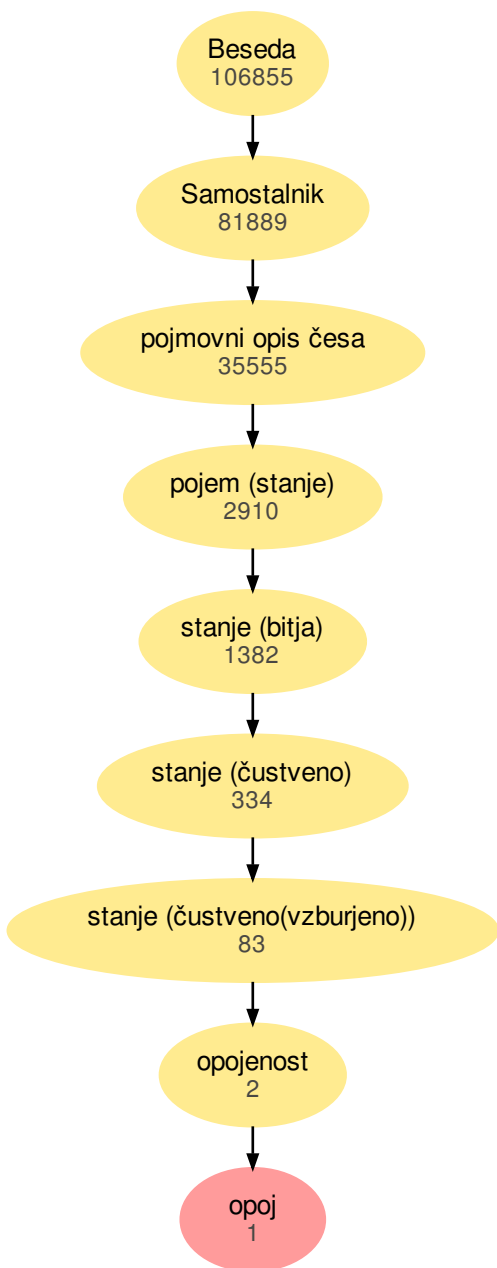 Beseda
106855
Samostalnik
81889
pojmovni opis česa
35555
pojem (stanje)
2910
stanje (bitja)
1382
stanje (čustveno)
334
stanje (čustveno(vzburjeno))
83
opojenost
2
opoj
1